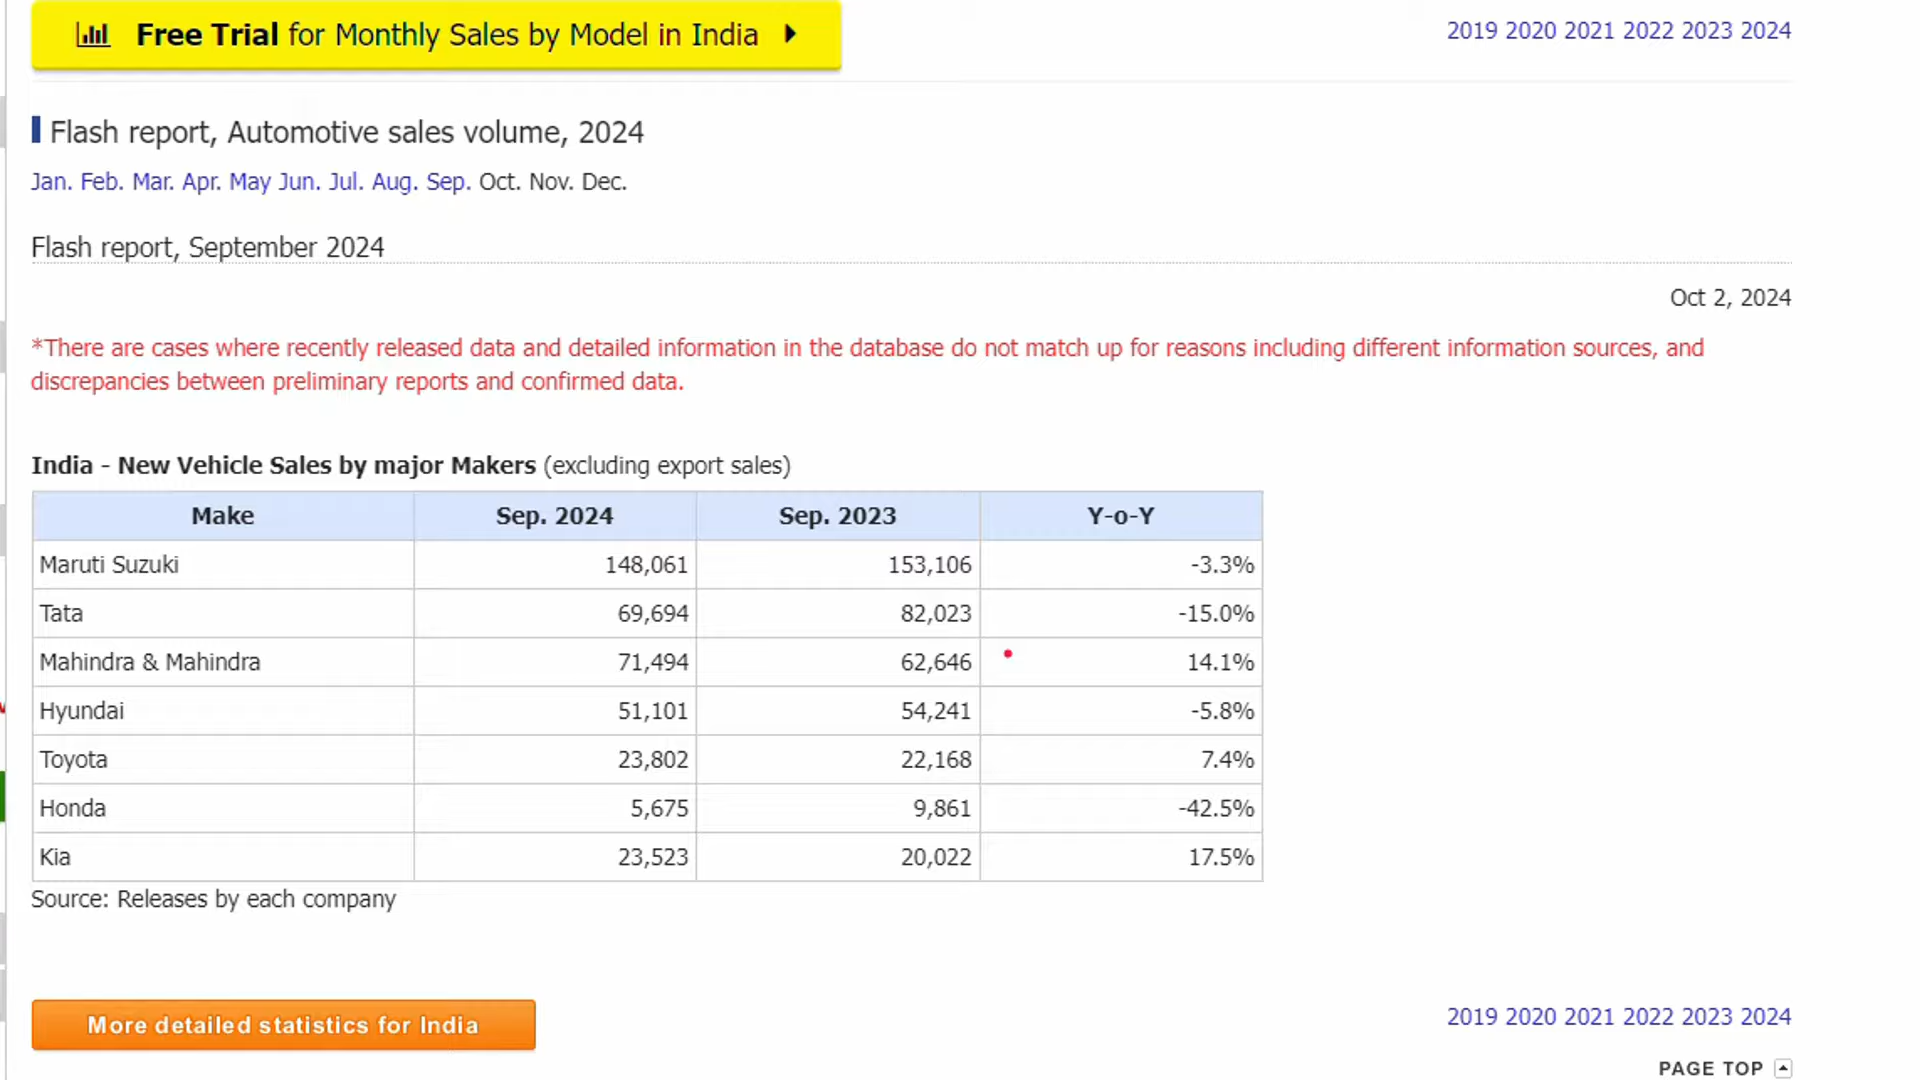 Free Trial for Monthly Sales by Model in India
2019 2020 2021 2022 2023 2024
Flash report, Automotive sales volume, 2024
Jan. Feb. Mar. Apr. May Jun. Jul. Aug. Sep. Oct. Nov. Dec.
Flash report, September 2024
Oct 2, 2024
*There are cases where recently released data and detailed information in the database do not match up for reasons including different information sources, and
discrepancies between preliminary reports and confirmed data.
India - New Vehicle Sales by major Makers (excluding export sales)
Make Sep. 2024 Sep. 2023 Y-o-Y
Maruti Suzuki 148,061 153,106 -3.3%
Tata 69,694 82,023 -15.0%
Mahindra & Mahindra 71,494 62,646 14.1%
Hyundai 51,101 54,241 -5.8%
Toyota 23,802 22,168 7.4%
Honda 5,675 9,861 -42.5%
Kia 23,523 20,022 17.5%
Source: Releases by each company
More detailed statistics for India
2019 2020 2021 2022 2023 2024
PAGE TOP